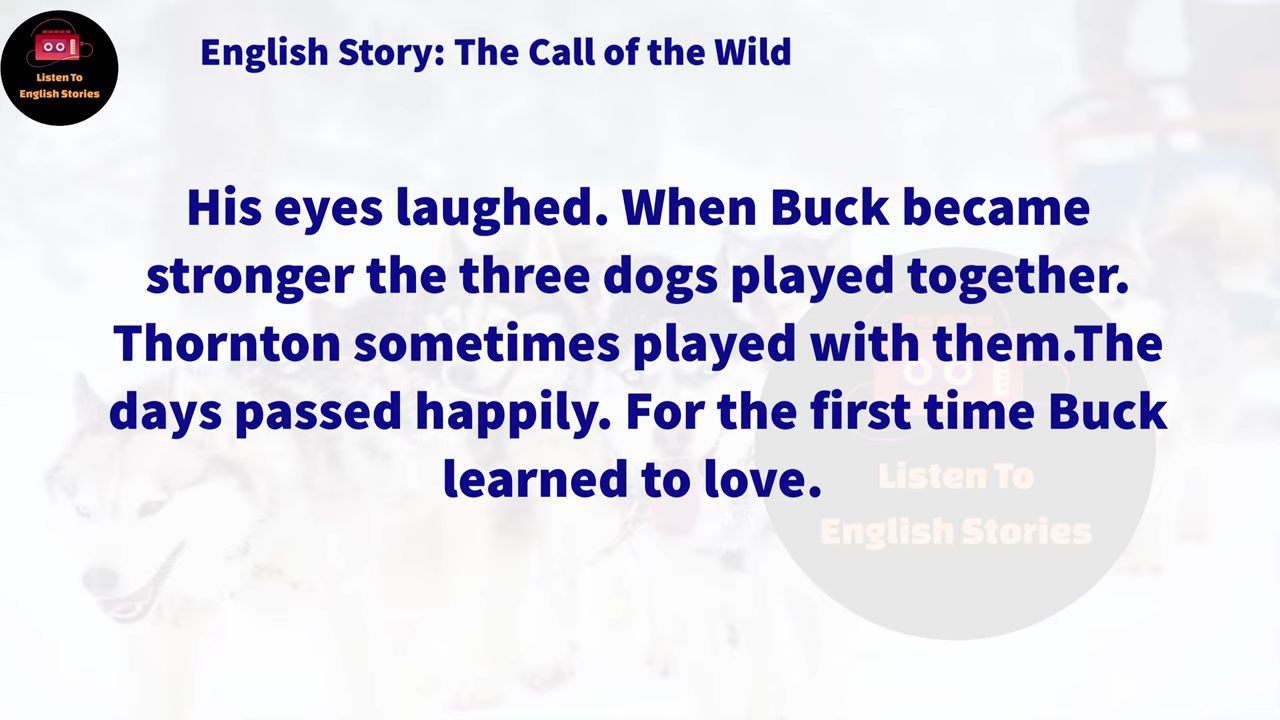 Listen To
English Stories
English Story: The Call of the Wild
His eyes laughed. When Buck became
stronger the three dogs played together.
Thornton sometimes played with them.The
days passed happily. For the first time Buck
learned to love.
Listen To
English Stories